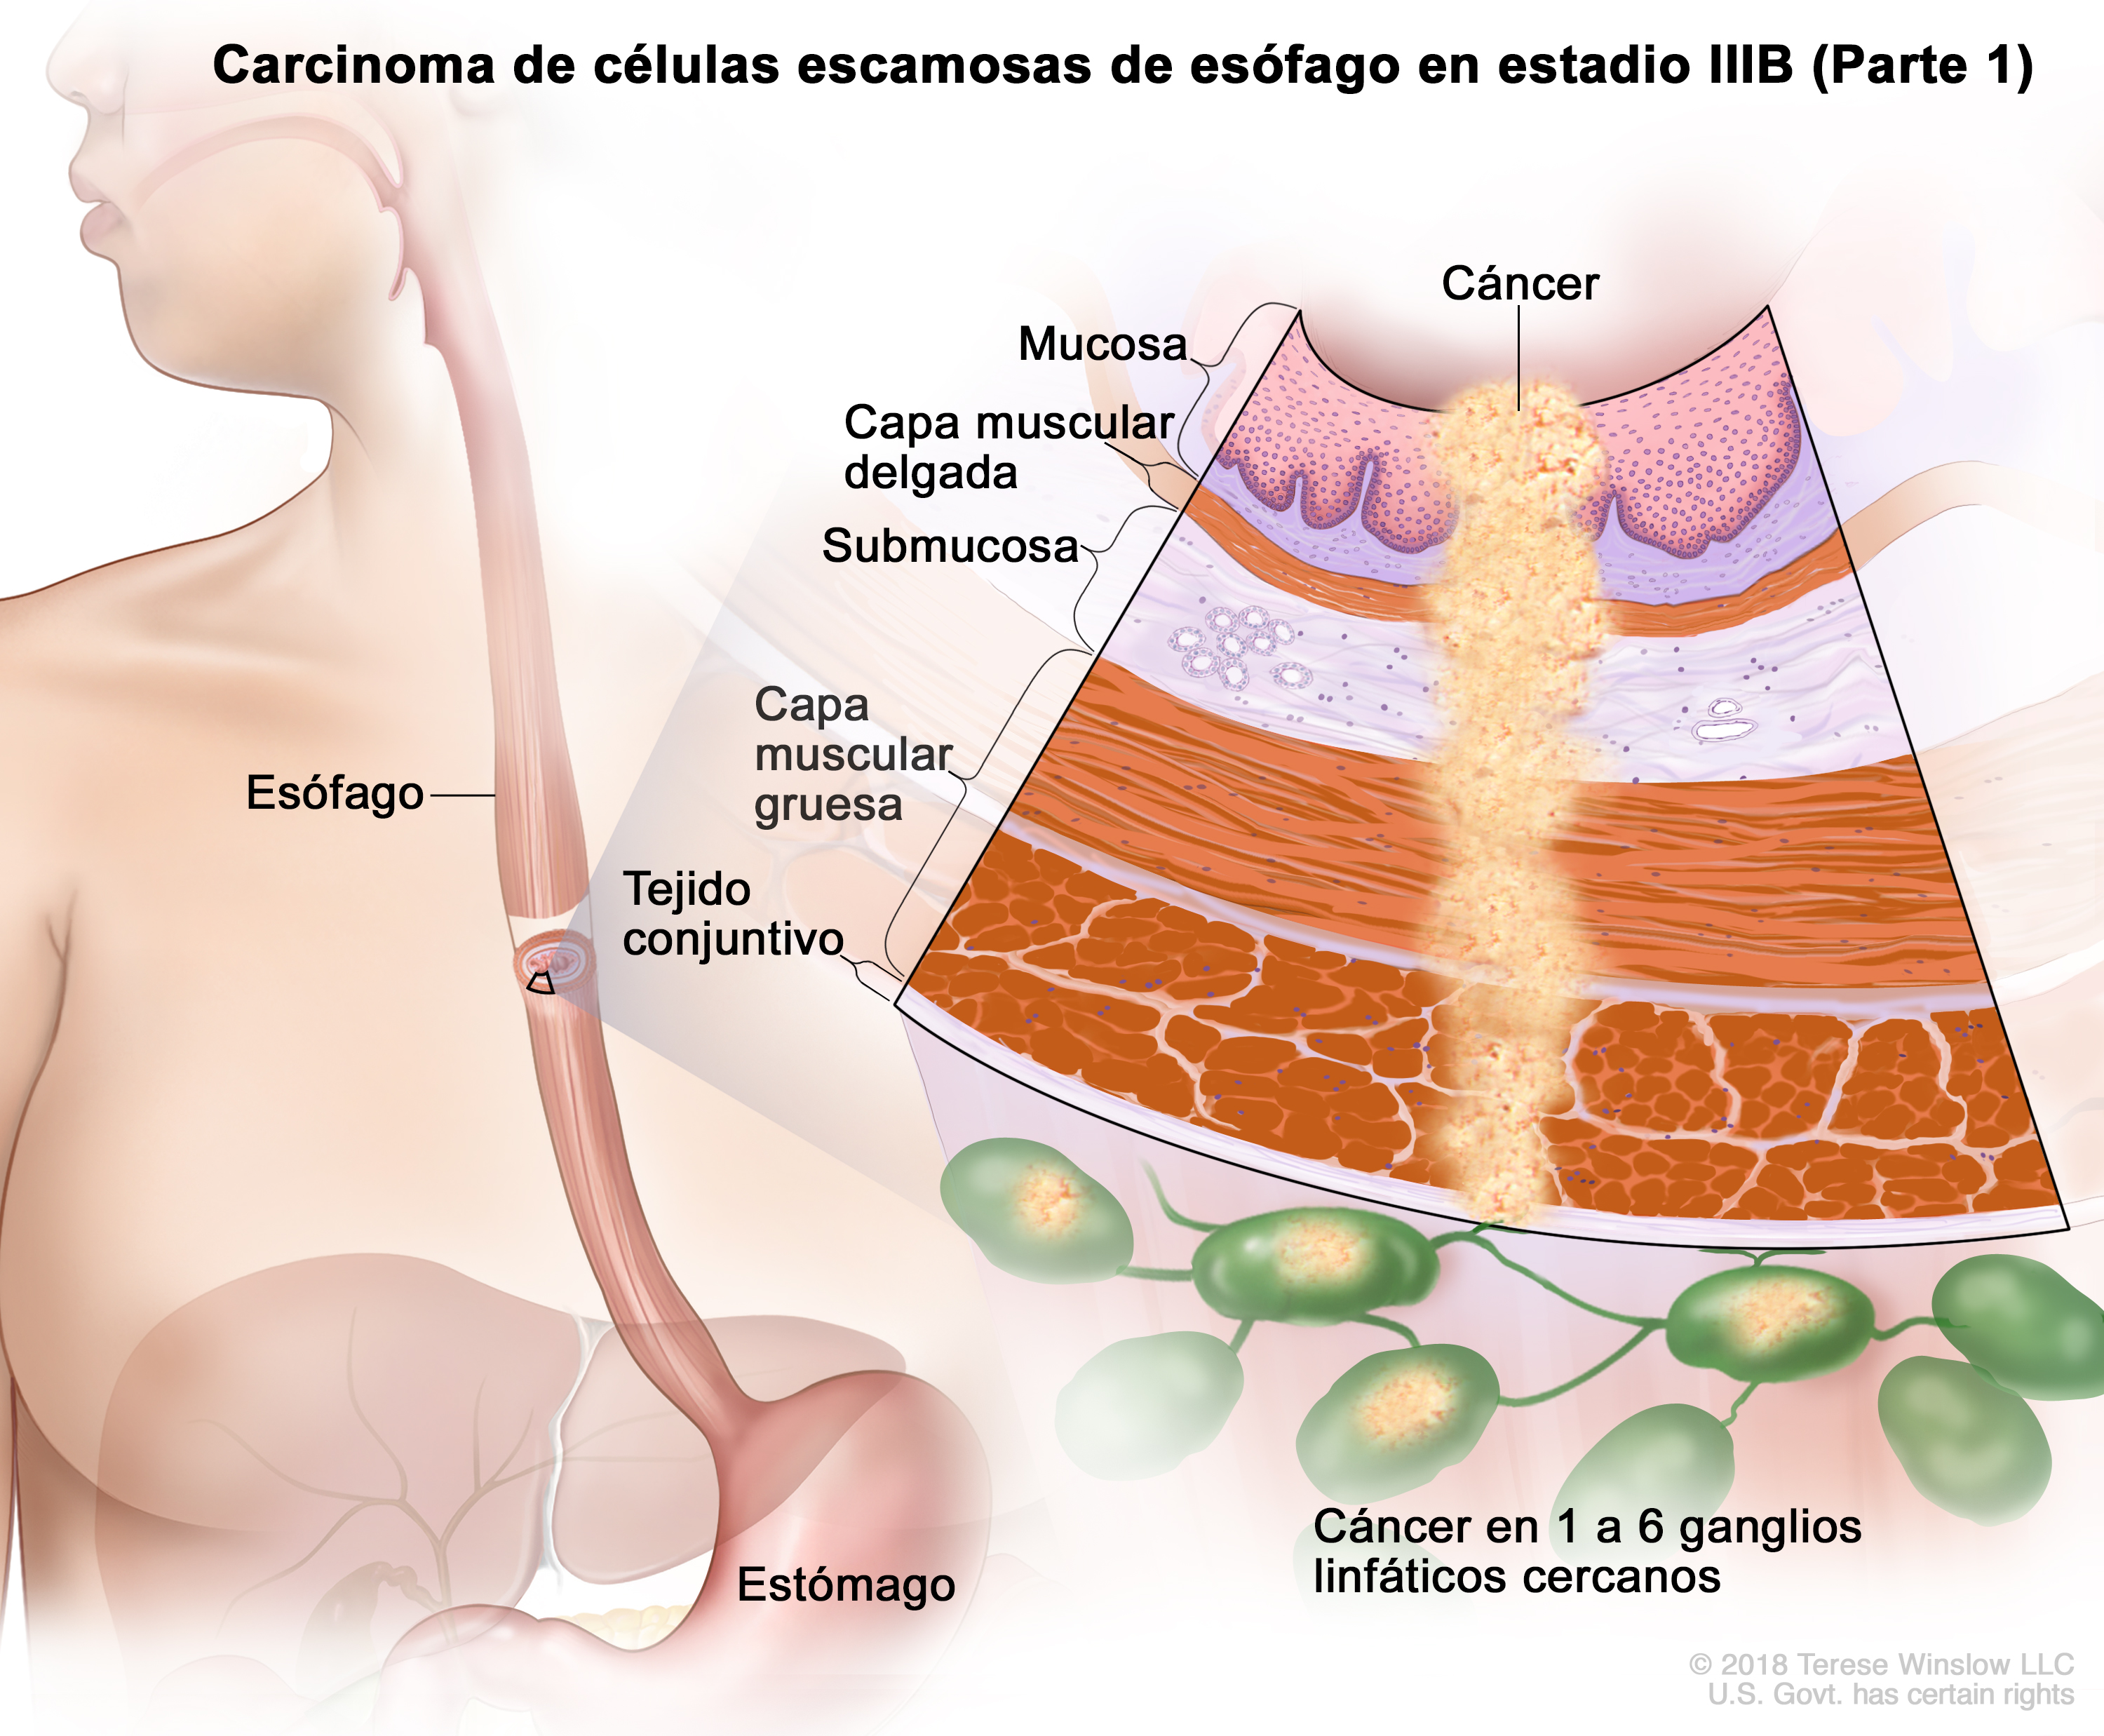 Carcinoma de células escamosas de esófago en estadio IIIB (Parte 1)
Cáncer
Mucosa
Capa muscular
delgada
Submucosa
Capa
muscular
gruesa
Esófago
Tejido
conjuntivo
Cáncer en 1 a 6 ganglios
linfáticos cercanos
Estómago
© 2018 Terese Winslow LLC
U.S. Govt. has certain rights